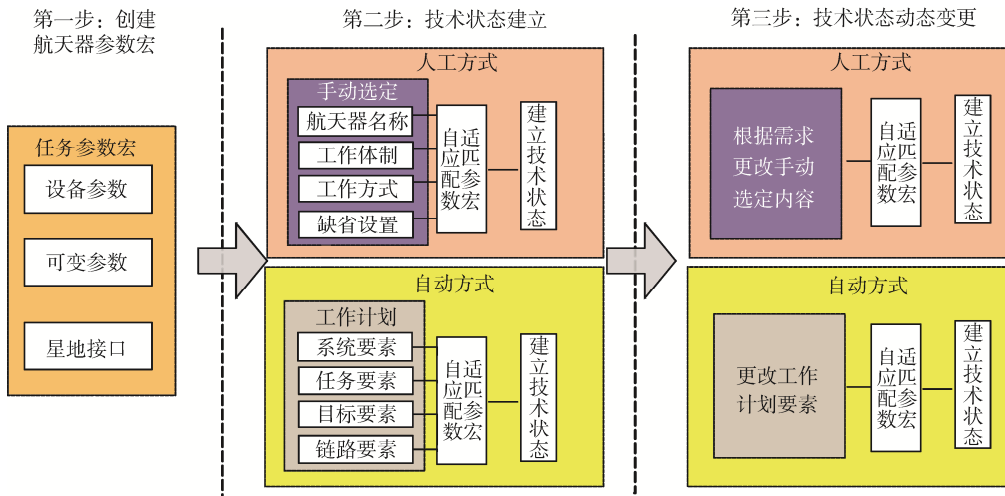 第一步：创建
航天器参数宏
任务参数宏
设备参数
可变参数
星地接口
第二步：技术状态建立
人工方式
手动选定
航天器名称
工作体制
工作方式
缺省设置
自适
应匹
配参
数宏
建立技术状态
自动方式
工作计划
系统要素
任务要素
目标要素
链路要素
自适
应匹
配参
数宏
建立技术状态
第三步：技术状态动态变更
人工方式
根据需求
更改手动
选定内容
自适
应匹
配参
数宏
建立技术状态
自动方式
更改工作
计划要素
自适
应匹
配参
数宏
建立技术状态